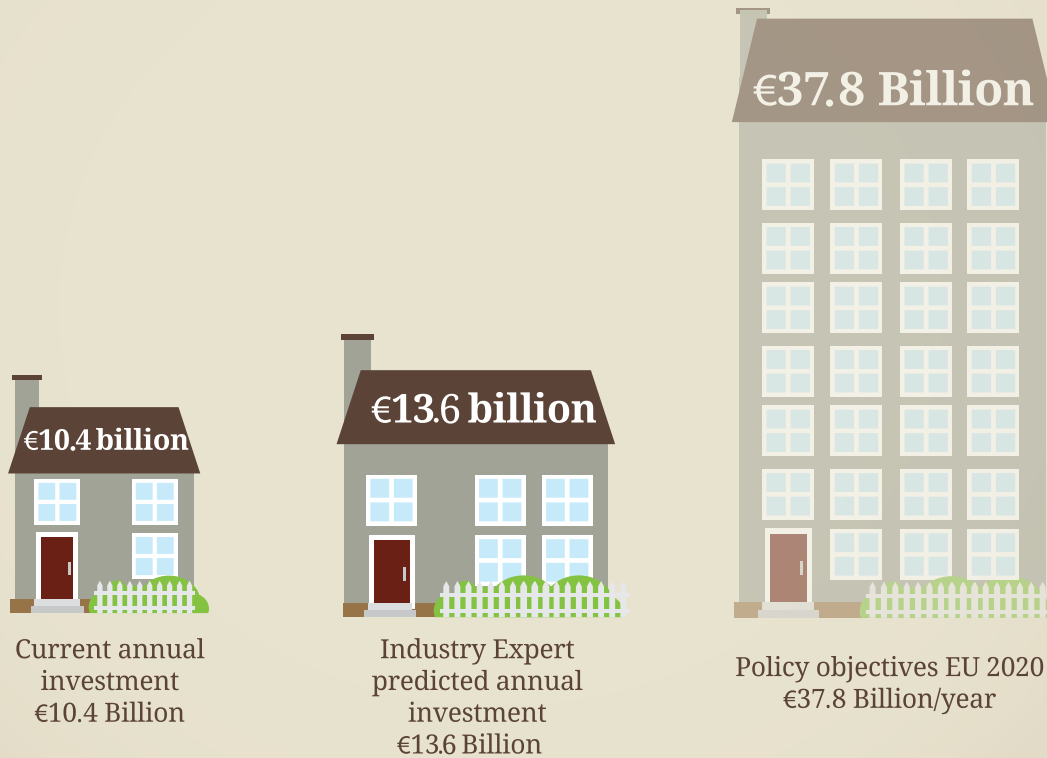 €37.8 Billion
€13.6 billion
€10.4 billion
Current annual
investment
€10.4 Billion
Industry Expert
predicted annual
investment
€13.6 Billion
Policy objectives EU 2020
€37.8 Billion/year